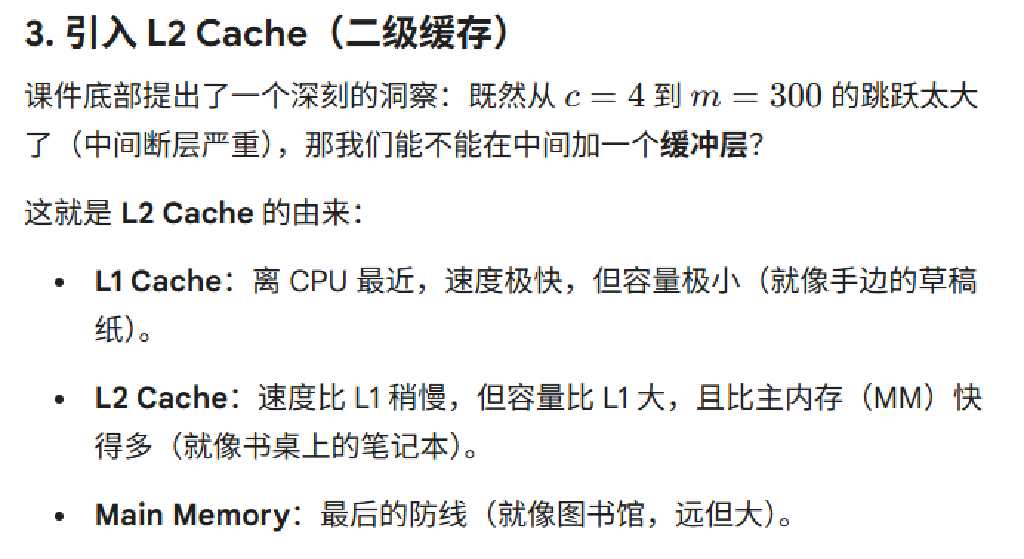 3. 引入 L2 Cache（二级缓存）
课件底部提出了一个深刻的洞察：既然从 c = 4 到 m = 300 的跳跃太大
了（中间断层严重），那我们能不能在中间加一个缓冲层？
这就是 L2 Cache 的由来：
• L1 Cache：离 CPU 最近，速度极快，但容量极小（就像手边的草稿
纸）。
• L2 Cache：速度比 L1 稍慢，但容量比 L1 大，且比主内存（MM）快
得多（就像书桌上的笔记本）。
• Main Memory：最后的防线（就像图书馆，远但大）。